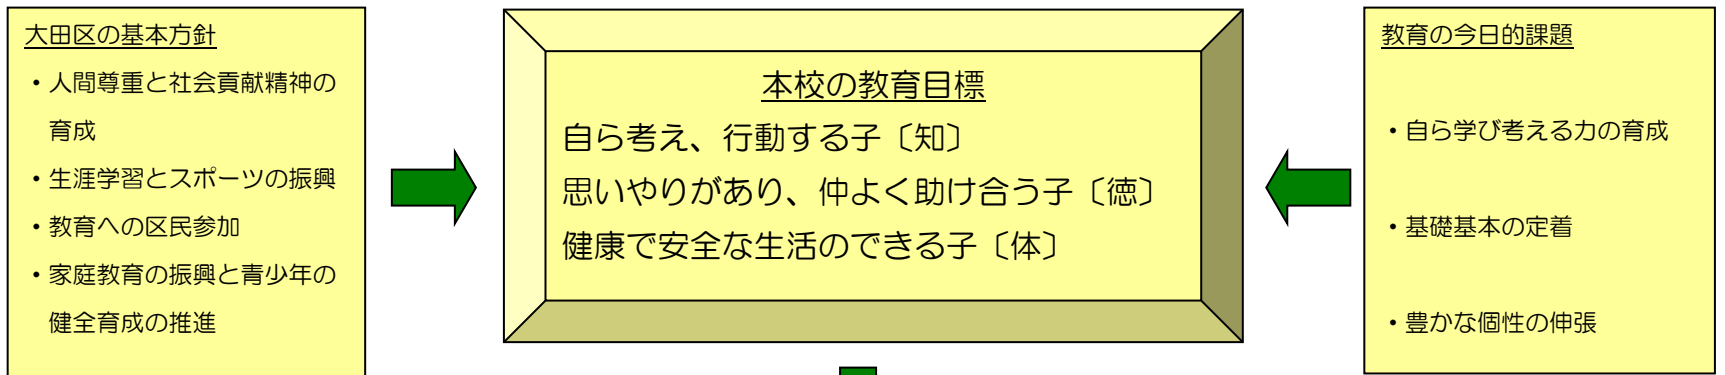 大田区の基本方針
・人間尊重と社会貢献精神の
育成
・生涯学習とスポーツの振興
・教育への区民参加
・家庭教育の振興と青少年の
健全育成の推進
本校の教育目標
自ら考え、行動する子〔知〕
思いやりがあり、仲よく助け合う子〔徳〕
健康で安全な生活のできる子〔体〕
教育の今日的課題
・自ら学び考える力の育成
・基礎基本の定着
・豊かな個性の伸張